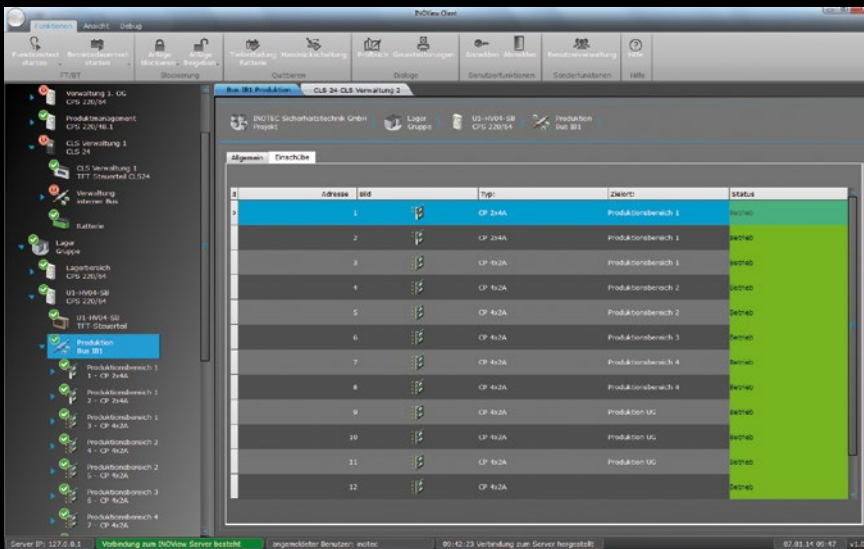 INOView Client
Funktionen Ansicht Debug
Funktionstest starten
Betriebsdauertest starten
Abfrage blockieren
Abfrage freigeben
Tiefentladung Batterie
Handrückschaltung
Prüfbuch
Gesamtstörungen
Anmelden
Abmelden
Benutzerverwaltung
Hilfe
FT/BT
Blockierung
Quittieren
Dialoge
Benutzerfunktionen
Sonderfunktionen
Hilfe
Verwaltung 1. OG
CPS 220/64
Produktmanagement
CPS 220/48.1
CLS Verwaltung 1
CLS 24
CLS Verwaltung 1
TFT Steuerteil CLS24
Verwaltung
interner Bus
Batterie
Lager
Gruppe
Lagerbereich
CPS 220/64
U1-HV04-SB
CPS 220/64
U1-HV04-SB
TFT-Steuerteil
Produktion
Bus IB1
Produktionsbereich 1
1 - CP 2x4A
Produktionsbereich 1
2 - CP 2x4A
Produktionsbereich 1
3 - CP 4x2A
Produktionsbereich 2
4 - CP 4x2A
Produktionsbereich 2
5 - CP 4x2A
Produktionsbereich 3
6 - CP 4x2A
Produktionsbereich 4
7 - CP 4x2A
Bus IB1 Produktion
CLS 24 CLS Verwaltung 2
INOTEC Sicherheitstechnik GmbH
Projekt
Lager
Gruppe
U1-HV04-SB
CPS 220/64
Produktion
Bus IB1
Allgemein Einschübe
Adresse Bild Typ: Zielort: Status
1 CP 2x4A Produktionsbereich 1 Betrieb
2 CP 2x4A Produktionsbereich 1 Betrieb
3 CP 4x2A Produktionsbereich 1 Betrieb
4 CP 4x2A Produktionsbereich 2 Betrieb
5 CP 4x2A Produktionsbereich 2 Betrieb
6 CP 4x2A Produktionsbereich 3 Betrieb
7 CP 4x2A Produktionsbereich 4 Betrieb
8 CP 4x2A Produktionsbereich 4 Betrieb
9 CP 4x2A Produktion UG Betrieb
10 CP 4x2A Produktion UG Betrieb
11 CP 4x2A Produktion UG Betrieb
12 CP 4x2A Betrieb
Server IP: 127.0.0.1 Verbindung zum INOView Server besteht angemeldeter Benutzer: inotec 09:42:23 Verbindung zum Server hergestellt 07.01.14 09:47